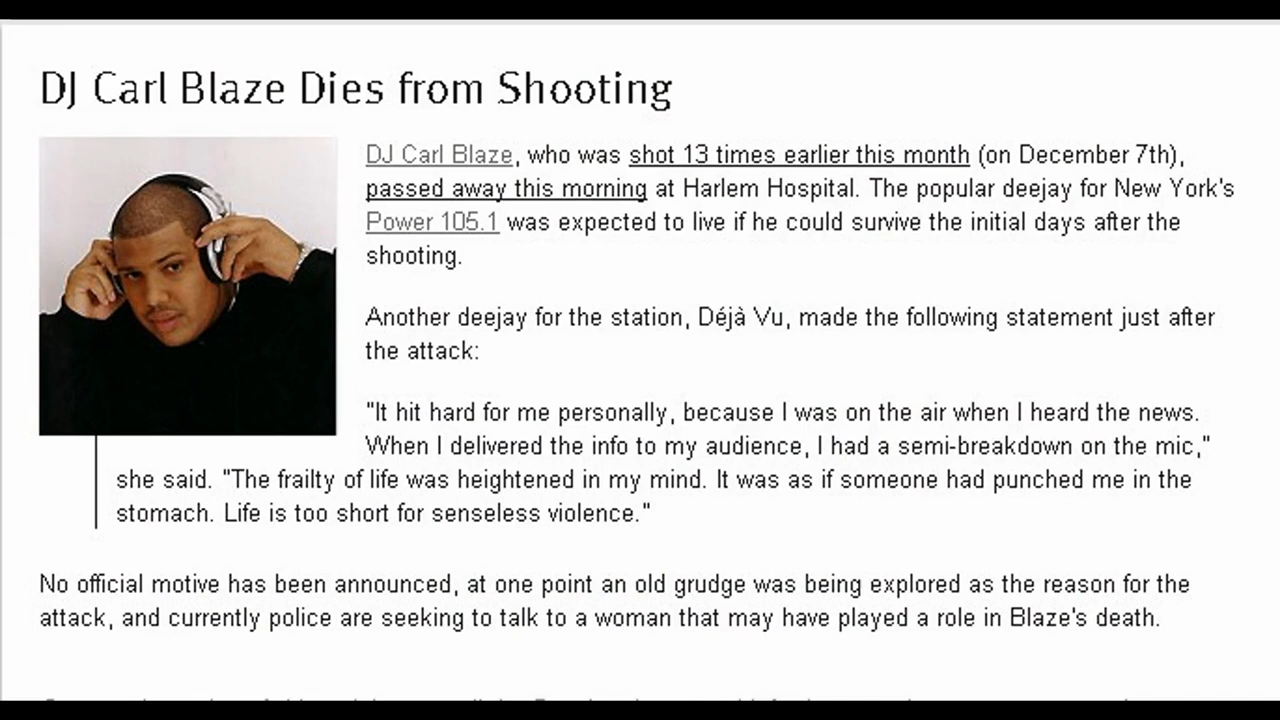 DJ Carl Blaze Dies from Shooting
DJ Carl Blaze, who was shot 13 times earlier this month (on December 7th),
passed away this morning at Harlem Hospital. The popular deejay for New York's
Power 105.1 was expected to live if he could survive the initial days after the
shooting.
Another deejay for the station, Déjà Vu, made the following statement just after
the attack:
"It hit hard for me personally, because I was on the air when I heard the news.
When I delivered the info to my audience, I had a semi-breakdown on the mic,"
she said. "The frailty of life was heightened in my mind. It was as if someone had punched me in the
stomach. Life is too short for senseless violence."
No official motive has been announced, at one point an old grudge was being explored as the reason for the
attack, and currently police are seeking to talk to a woman that may have played a role in Blaze's death.